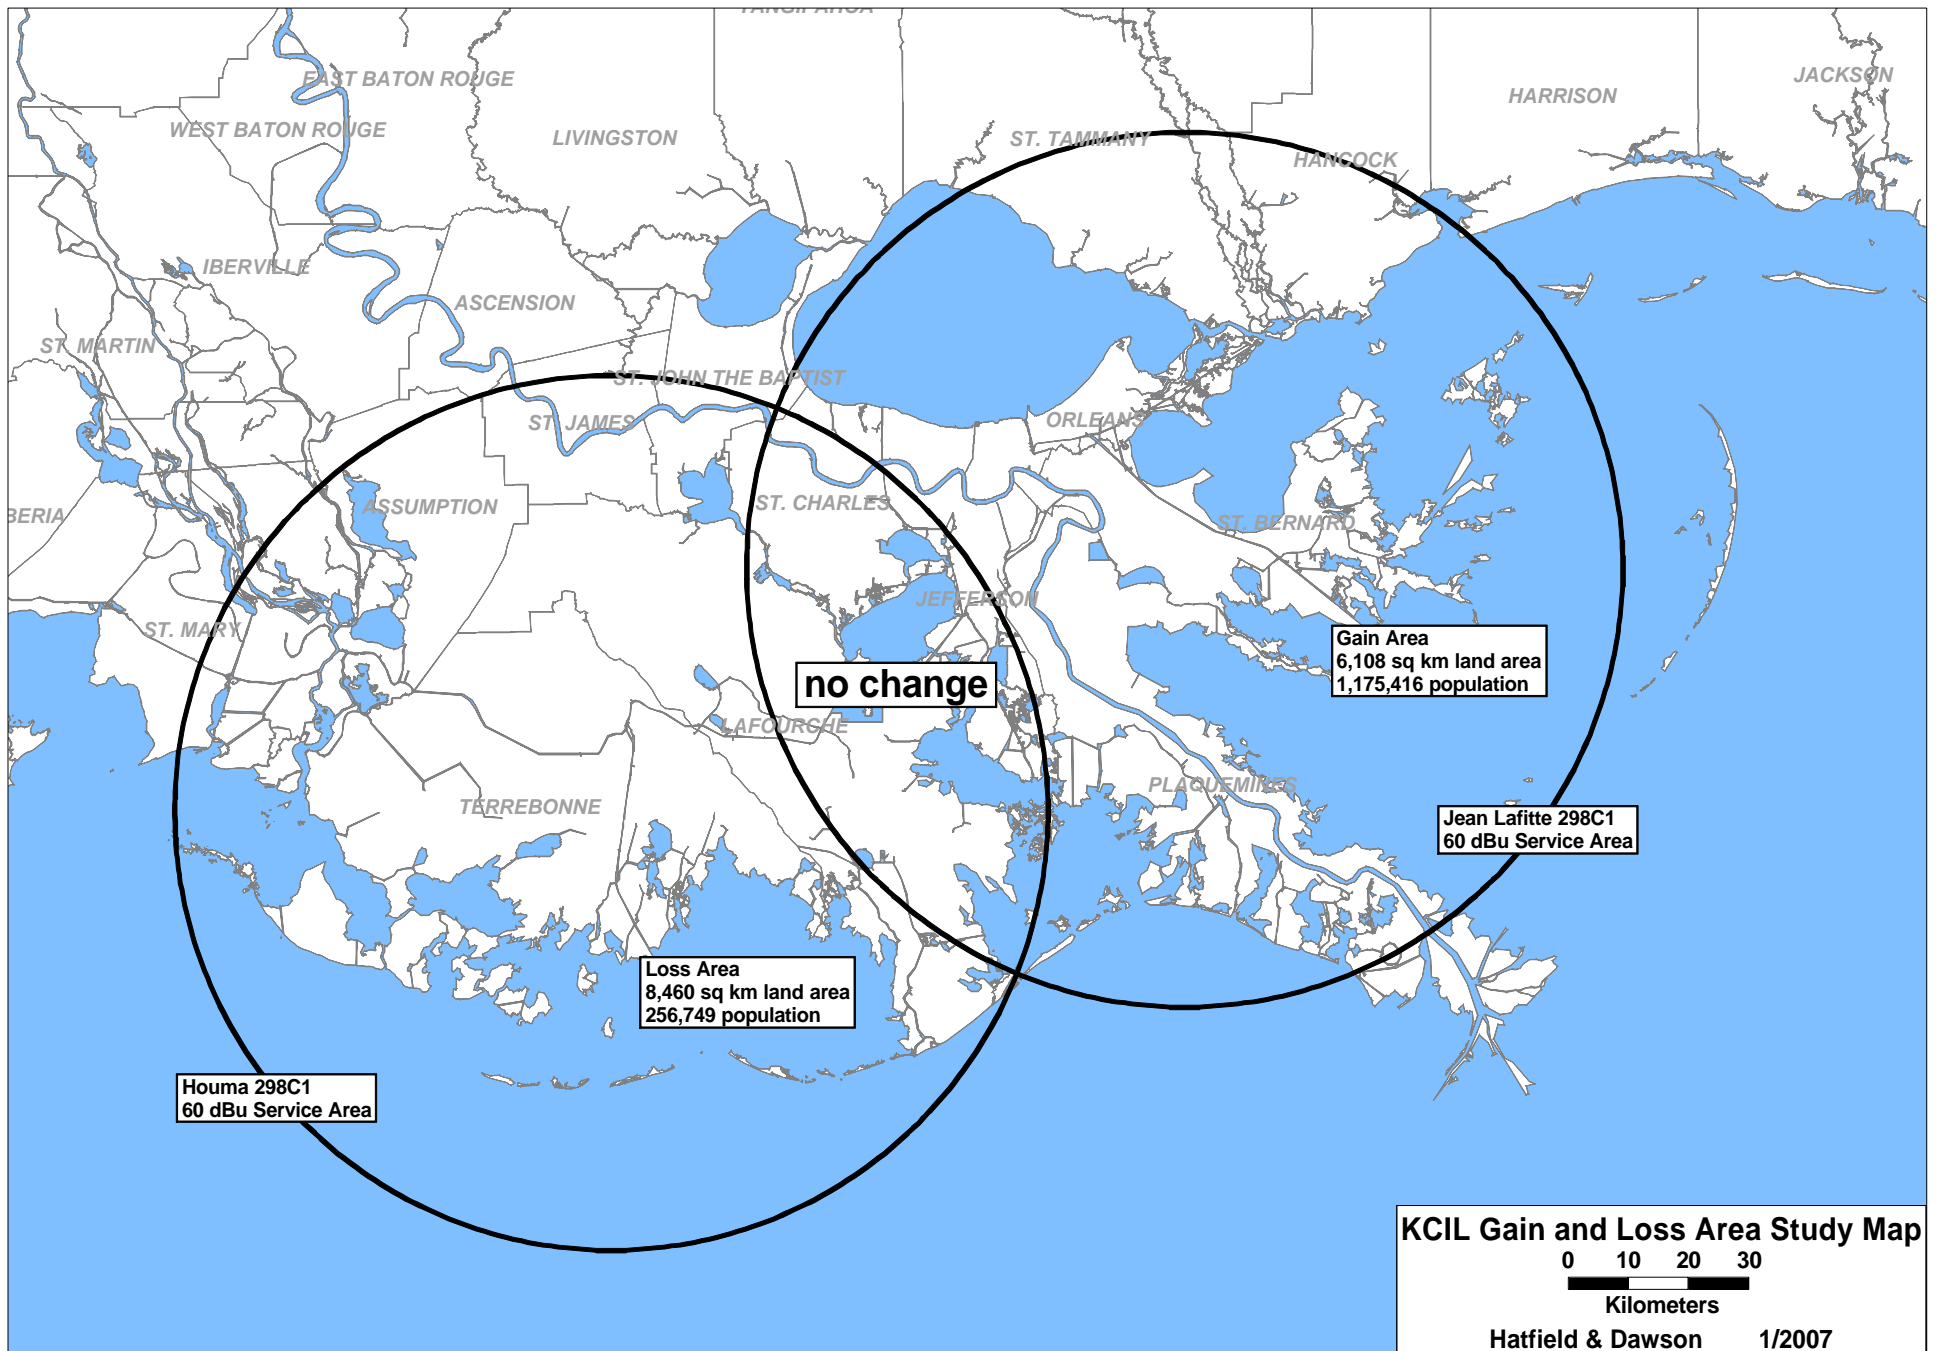 TANGIPAHOA
EAST BATON ROUGE
JACKSON
HARRISON
WEST BATON ROUGE
LIVINGSTON
ST. TAMMANY
HANCOCK
IBERVILLE
ASCENSION
ST. MARTIN
ST. JOHN THE BAPTIST
ST. JAMES
ORLEANS
ASSUMPTION
ST. CHARLES
BERIA
ST. BERNARD
JEFFERSON
ST. MARY
Gain Area
6,108 sq km land area
1,175,416 population
no change
LAFOURCHE
PLAQUEMINES
TERREBONNE
Jean Lafitte 298C1
60 dBu Service Area
Loss Area
8,460 sq km land area
256,749 population
Houma 298C1
60 dBu Service Area
KCIL Gain and Loss Area Study Map
0 10 20 30
Kilometers
Hatfield & Dawson 1/2007